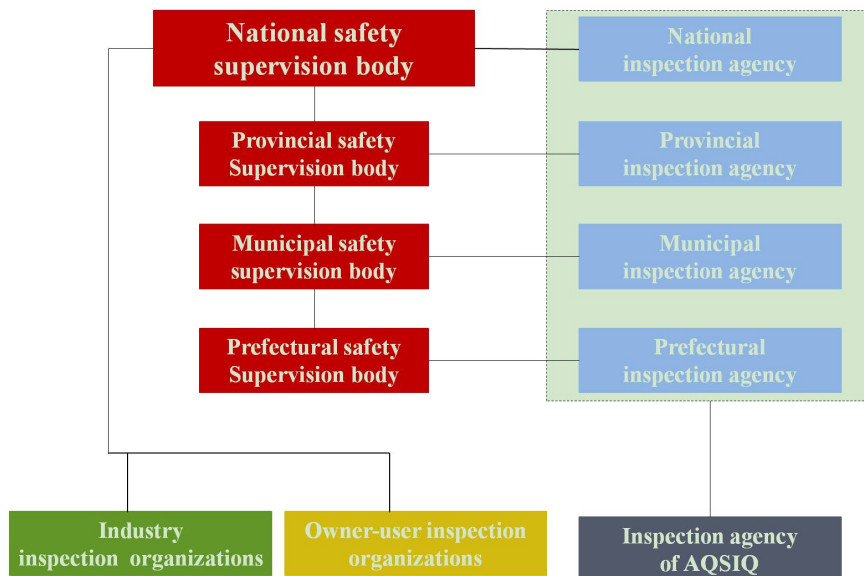 National safety
supervision body
National
inspection agency
Provincial safety
Supervision body
Provincial
inspection agency
Municipal safety
supervision body
Municipal
inspection agency
Prefectural safety
Supervision body
Prefectural
inspection agency
Industry
inspection organizations
Owner-user inspection
organizations
Inspection agency
of AQSIQ